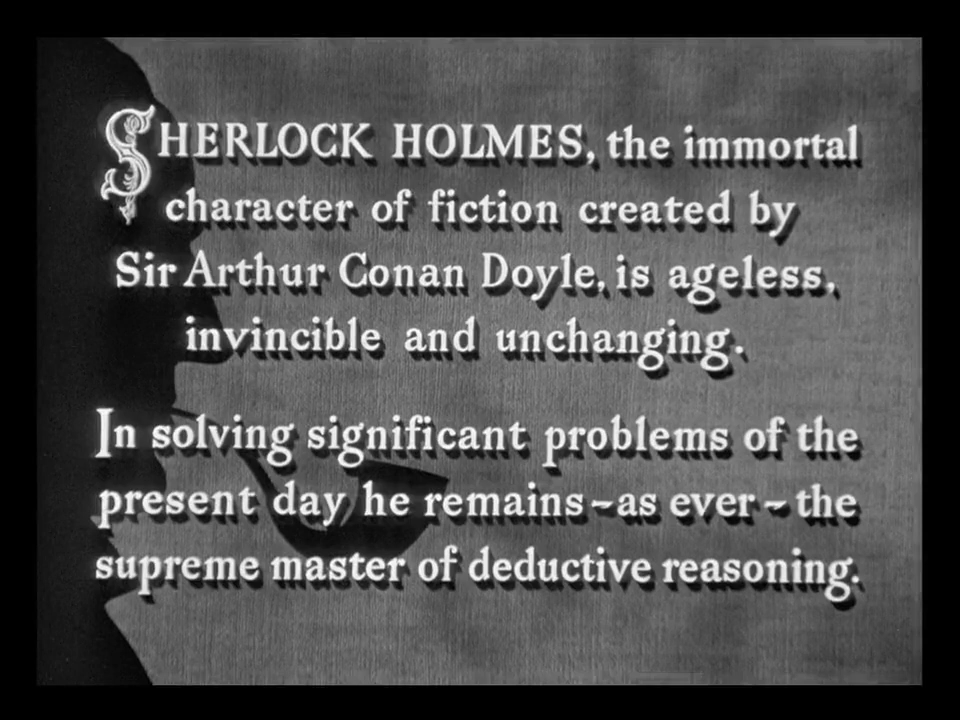 SHERLOCK HOLMES, the immortal
character of fiction created by
Sir Arthur Conan Doyle, is ageless,
invincible and unchanging.
In solving significant problems of the
present day he remains–as ever–the
supreme master of deductive reasoning.